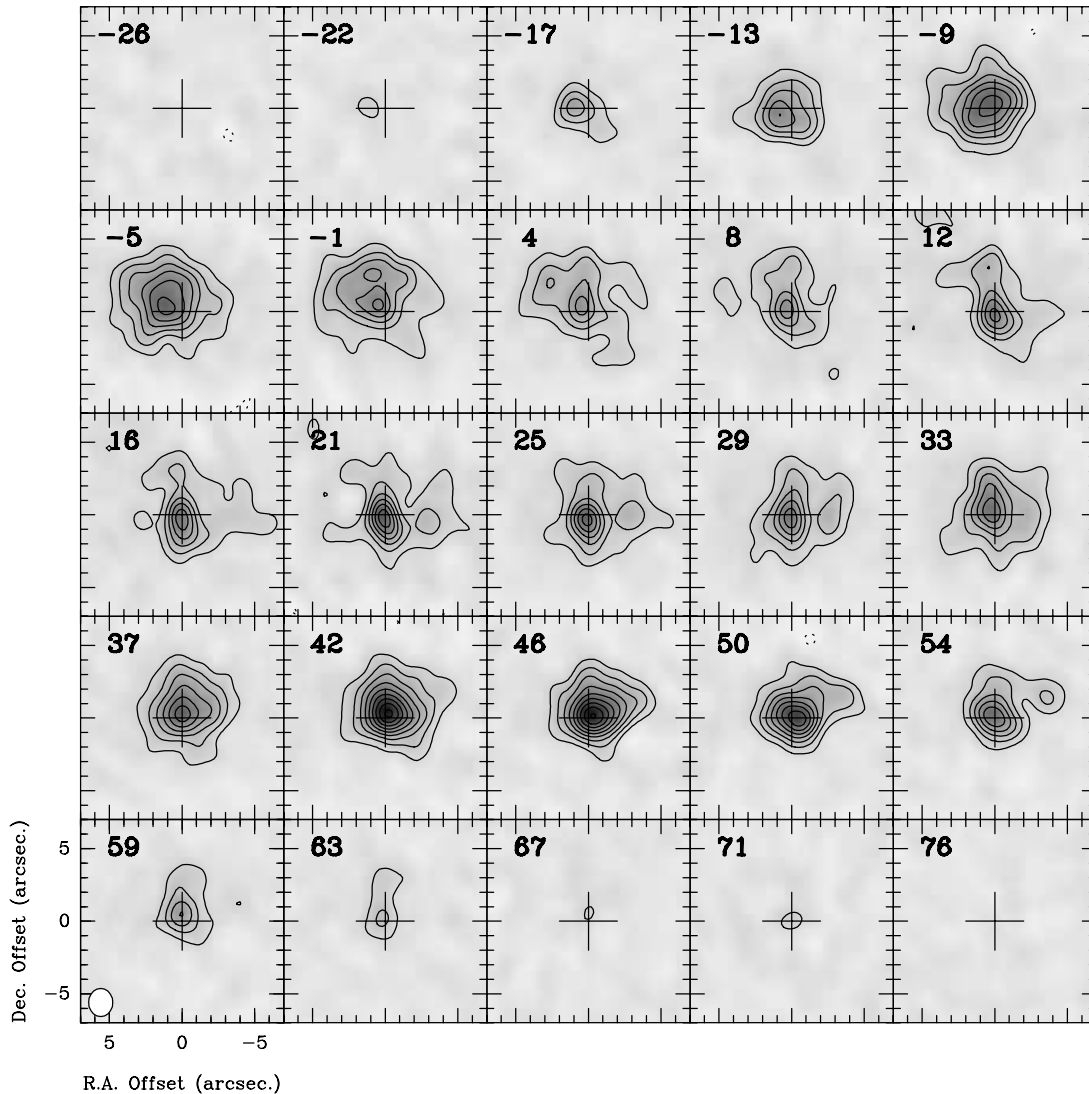 -26 -22 -17 -13 -9
-5 -1 4 8 12
16 21 25 29 33
37 42 46 50 54
59 63 67 71 76
Dec. Offset (arcsec.)
5
0
-5
5 0 -5
R.A. Offset (arcsec.)